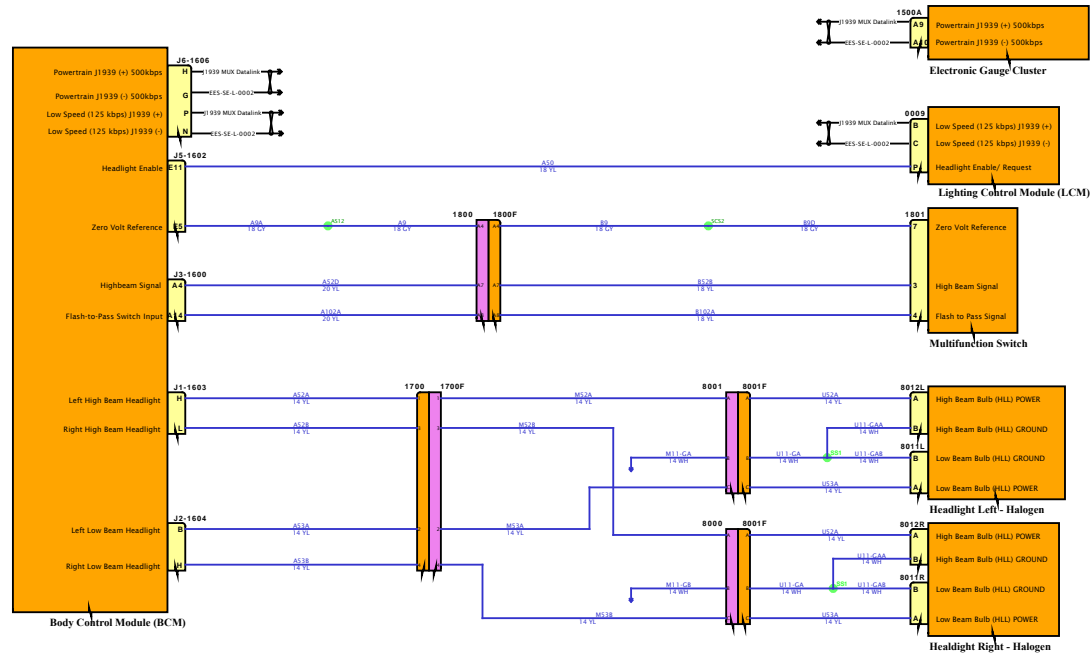 1500A
J1939 MUX Datalink
A9
Powertrain J1939 (+) 500kbps
EES-SE-L-0002
Powertrain J1939 (-) 500kbps
Electronic Gauge Cluster
J6-1606
Powertrain J1939 (+) 500kbps
H
J1939 MUX Datalink
Powertrain J1939 (-) 500kbps
G
EES-SE-L-0002
Low Speed (125 kbps) J1939 (+)
P
J1939 MUX Datalink
Low Speed (125 kbps) J1939 (-)
N
EES-SE-L-0002
0009
J1939 MUX Datalink
B
Low Speed (125 kbps) J1939 (+)
EES-SE-L-0002
C
Low Speed (125 kbps) J1939 (-)
J5-1602
Headlight Enable
E11
A50
18 YL
P
Headlight Enable/ Request
Lighting Control Module (LCM)
Zero Volt Reference
E5
A9A
18 GY
AS12
A9
18 GY
1800
1800F
A4
A4
B9
18 GY
SCS2
B9D
18 GY
1801
7
Zero Volt Reference
J3-1600
Highbeam Signal
A4
A52D
20 YL
A7
A7
B52B
18 YL
3
High Beam Signal
Flash-to-Pass Switch Input
A102A
20 YL
B102A
18 YL
4
Flash to Pass Signal
Multifunction Switch
J1-1603
Left High Beam Headlight
H
A52A
14 YL
1700
1700F
1
1
M52A
14 YL
8001
8001F
A
A
U52A
14 YL
8012L
A
High Beam Bulb (HLL) POWER
Right High Beam Headlight
L
A52B
14 YL
3
3
M52B
14 YL
U11-GAA
14 WH
B
High Beam Bulb (HLL) GROUND
M11-GA
14 WH
B
B
U11-GA
14 WH
SS1
U11-GAB
14 WH
8011L
B
Low Beam Bulb (HLL) GROUND
C
C
U53A
14 YL
A
Low Beam Bulb (HLL) POWER
Headlight Left - Halogen
J2-1604
Left Low Beam Headlight
B
A53A
14 YL
2
2
M53A
14 YL
8000
8001F
A
A
U52A
14 YL
8012R
A
High Beam Bulb (HLL) POWER
Right Low Beam Headlight
H
A53B
14 YL
4
U11-GAA
14 WH
B
High Beam Bulb (HLL) GROUND
M11-GB
14 WH
B
B
U11-GA
14 WH
SS1
U11-GAB
14 WH
8011R
B
Low Beam Bulb (HLL) GROUND
M53B
14 YL
C
C
U53A
14 YL
A
Low Beam Bulb (HLL) POWER
Body Control Module (BCM)
Healdight Right - Halogen